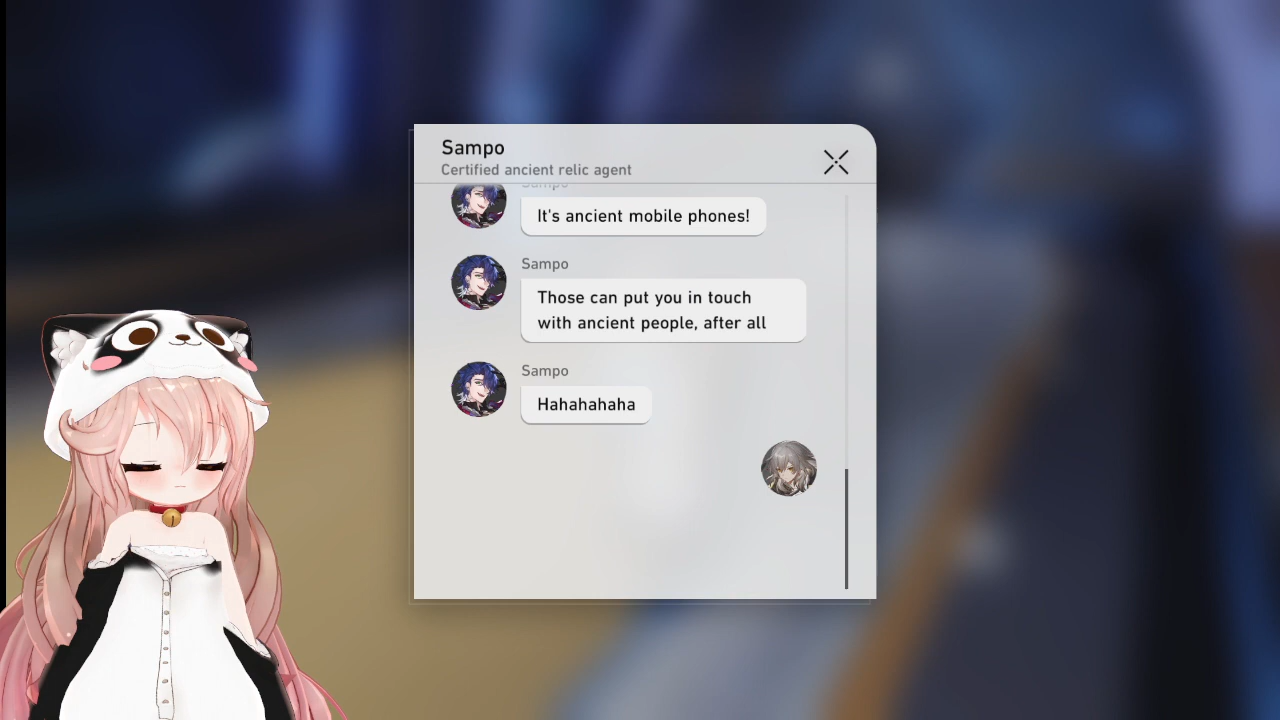 Sampo
Certified ancient relic agent
Sampo
It's ancient mobile phones!
Sampo
Those can put you in touch
with ancient people, after all
Sampo
Hahahahaha